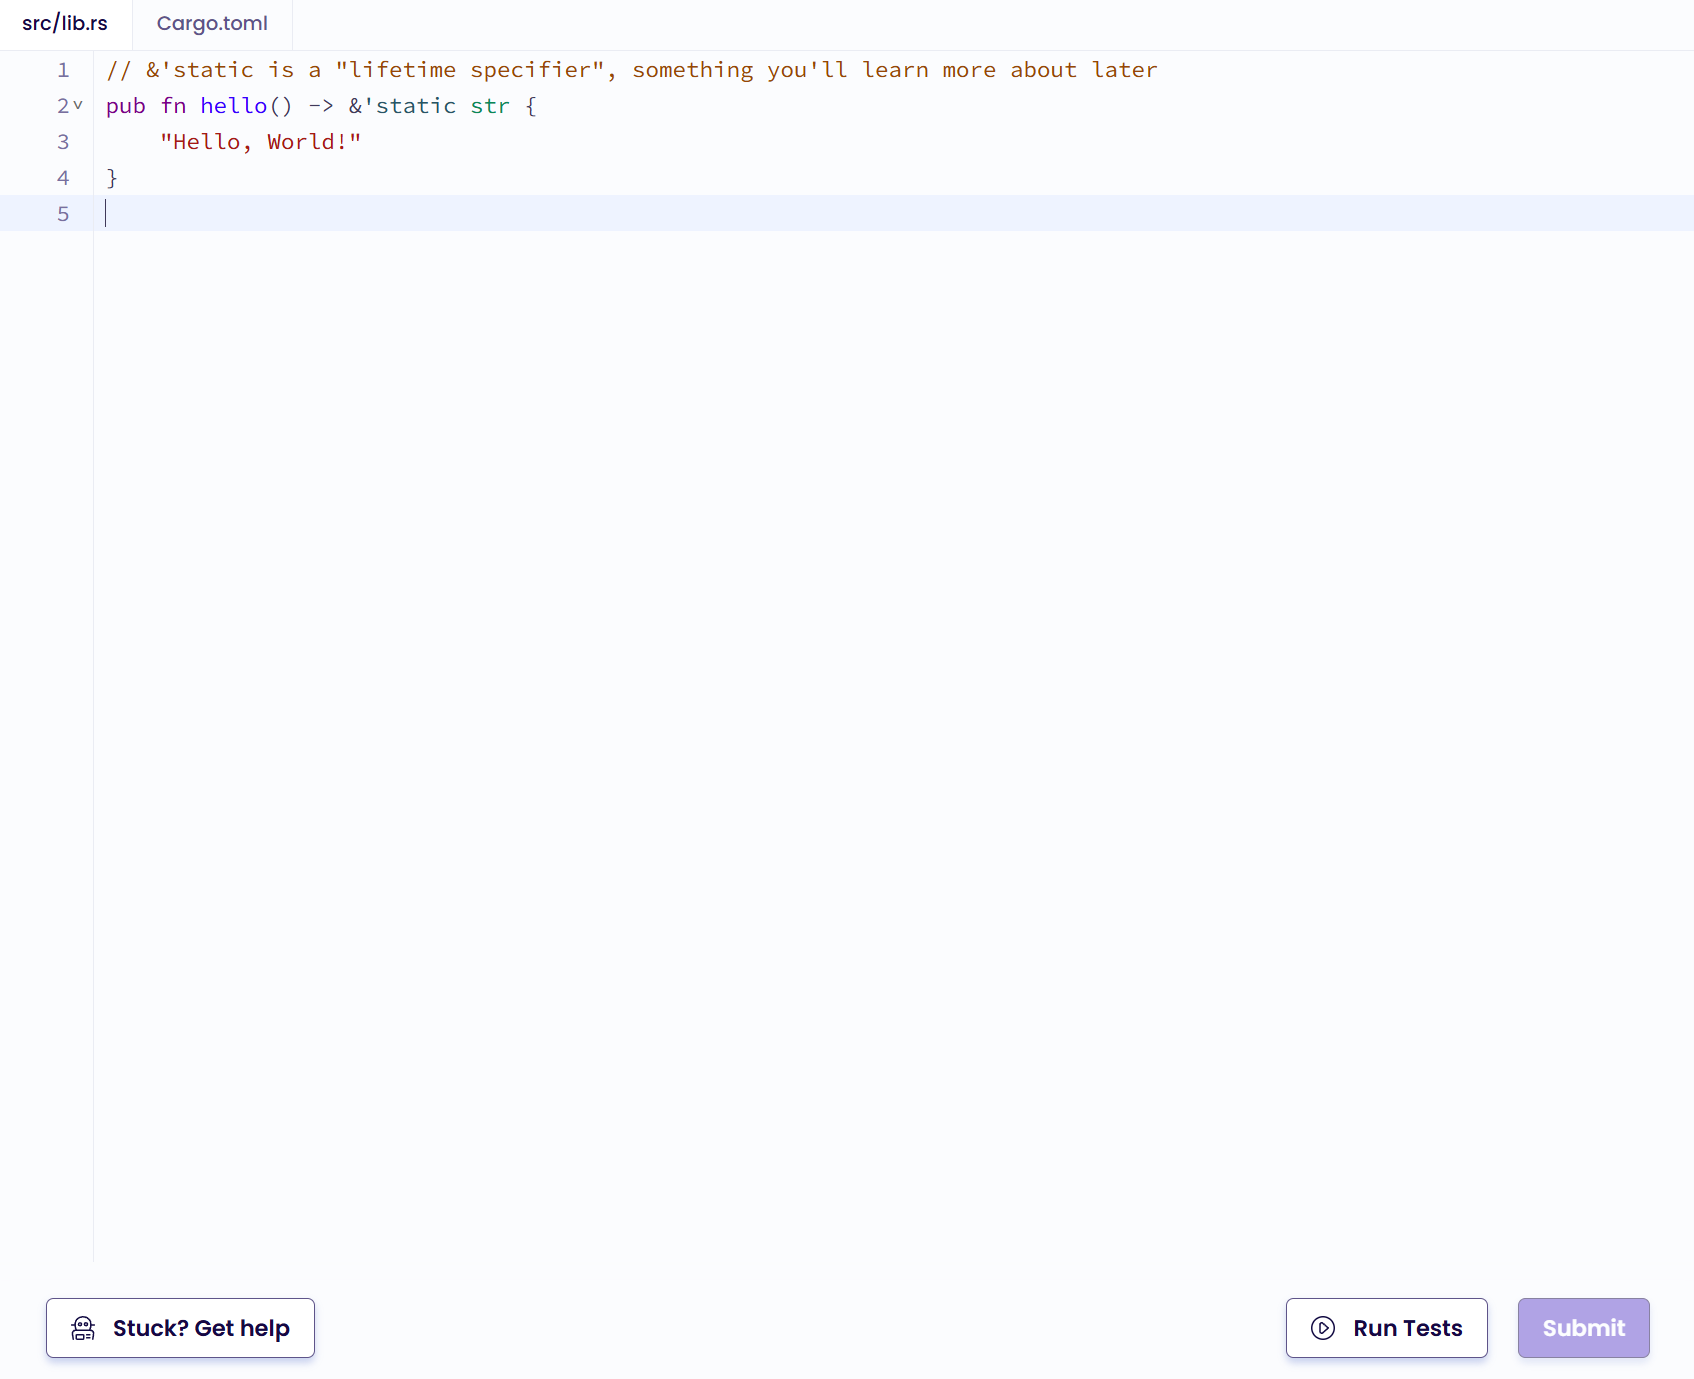 src/lib.rs Cargo.toml
1 // &'static is a "lifetime specifier", something you'll learn more about later
2 pub fn hello() -> &'static str {
3     "Hello, World!"
4 }
5
Stuck? Get help Run Tests Submit